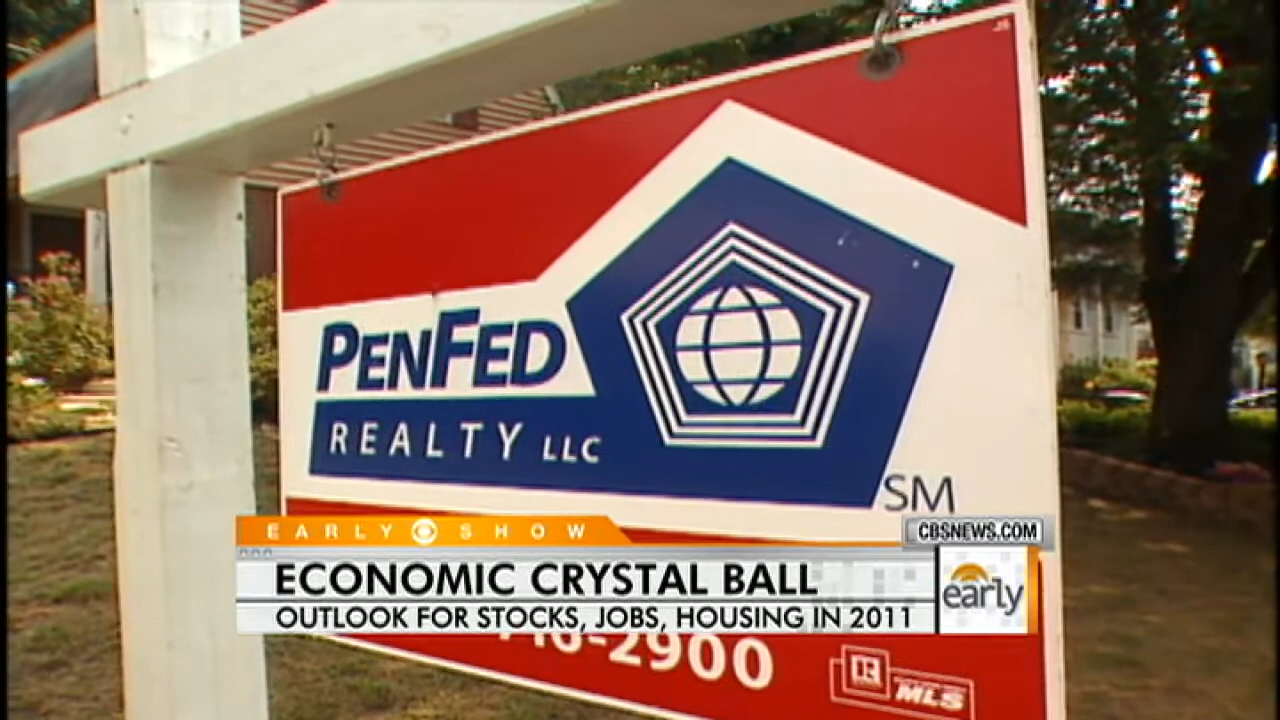 PENFED
REALTY LLC
SM
EARLY SHOW
CBSNEWS.COM
ECONOMIC CRYSTAL BALL
early
OUTLOOK FOR STOCKS, JOBS, HOUSING IN 2011
-2900
R
MLS